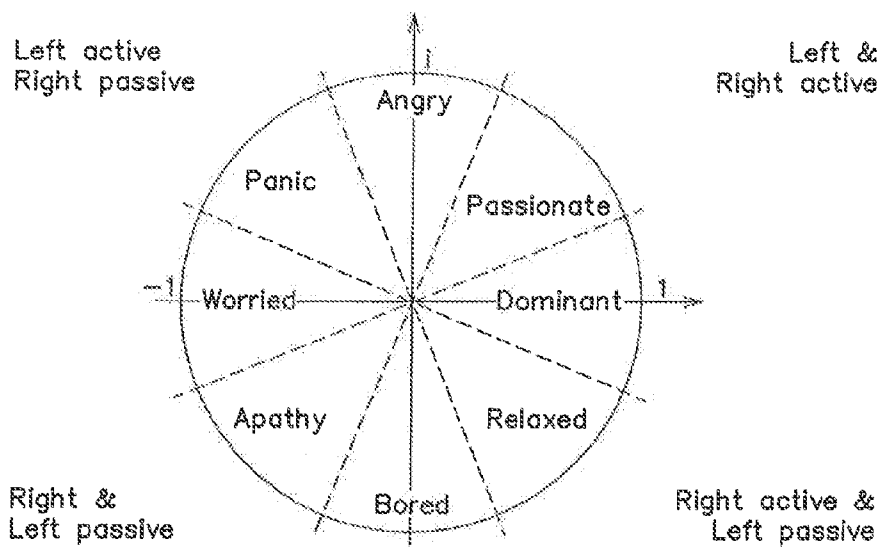 Left active
Right passive
Left &
Right active
j
Angry
Panic
Passionate
-1
Worried
Dominant
1
Apathy
Relaxed
Bored
Right &
Left passive
Right active &
Left passive